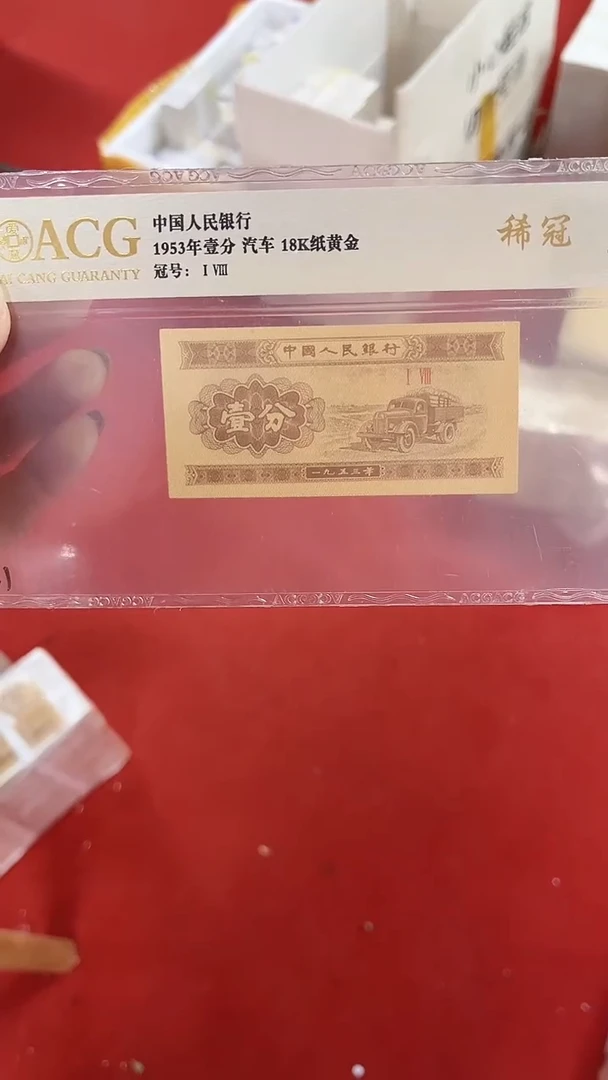 ACG
CANG GUARANTY
中国人民银行
1953年壹分 汽车 18K纸黄金
冠号: I VIII
稀冠
中國人民銀行
I VIII
壹分
一九五三年
ACGACG